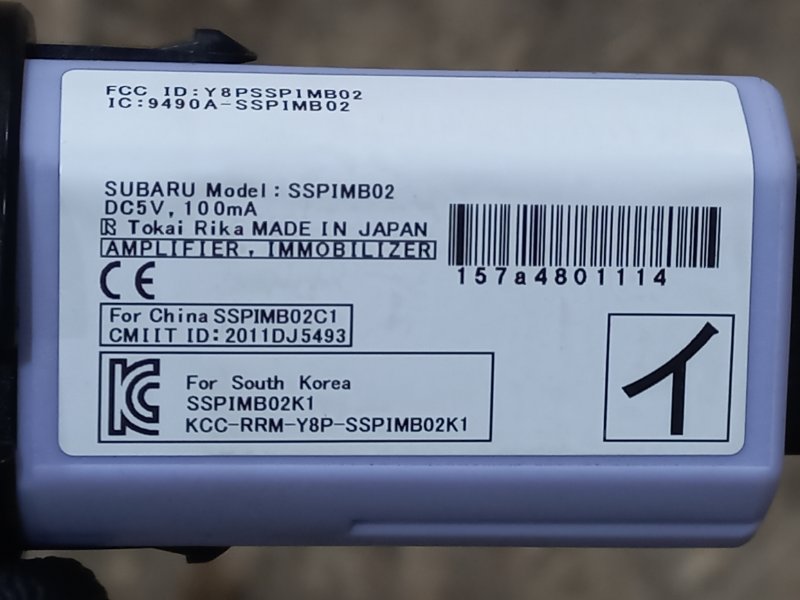 FCC ID:Y8PSSPIMB02
IC:9490A-SSPIMB02
SUBARU Model: SSPIMB02
DC5V, 100mA
Tokai Rika MADE IN JAPAN
AMPLIFIER, IMMOBILIZER
CE
157a4801114
For China SSPIMB02C1
CMIIT ID: 2011DJ5493
For South Korea
SSPIMB02K1
KCC-RRM-Y8P-SSPIMB02K1
イ